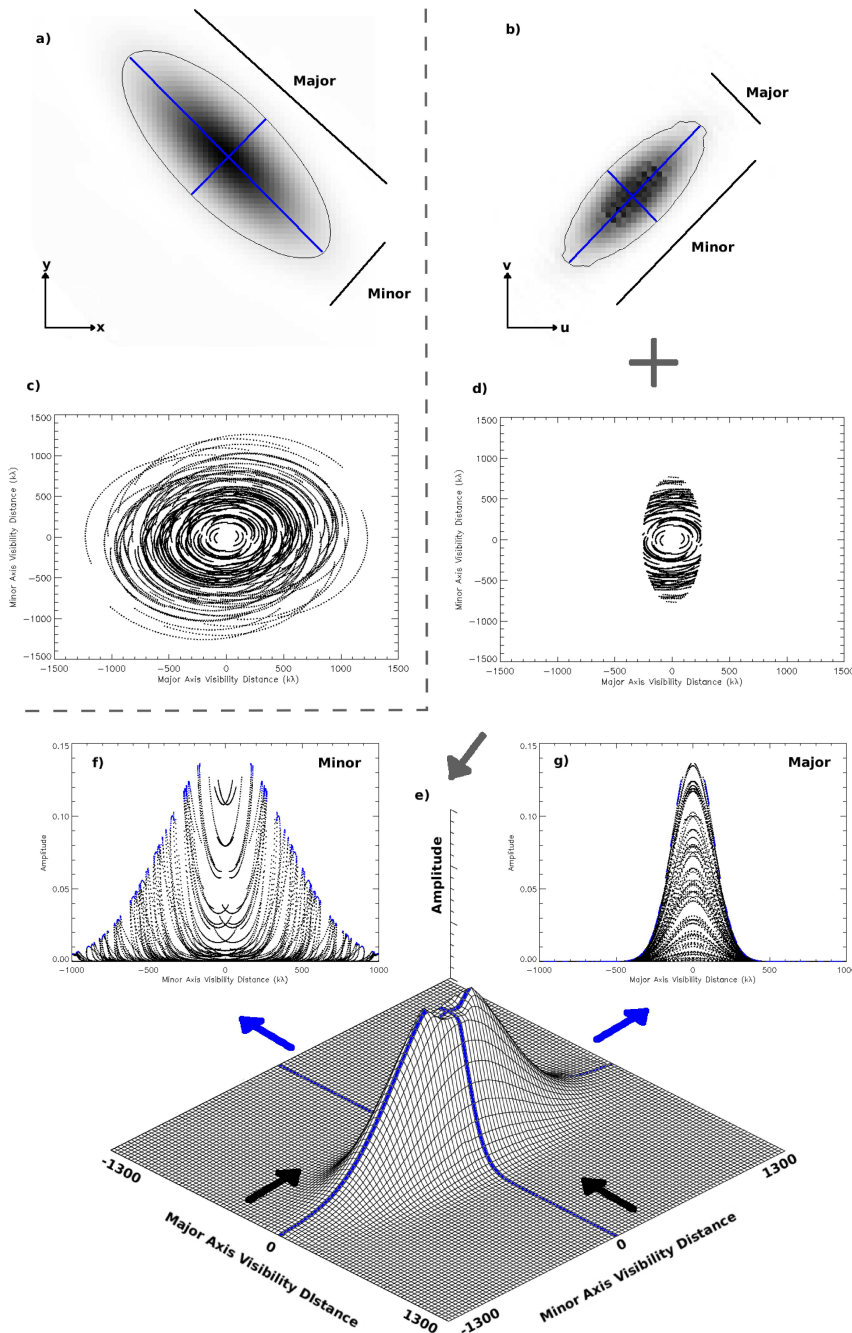 a)
Major
Minor
y
x
b)
Major
Minor
v
u
c)
1500
1000
500
0
−500
−1000
−1500
−1500 −1000 −500 0 500 1000 1500
Minor Axis Visibility Distance (kλ)
Major Axis Visibility Distance (kλ)
d)
1500
1000
500
0
−500
−1000
−1500
−1500 −1000 −500 0 500 1000 1500
Minor Axis Visibility Distance (kλ)
Major Axis Visibility Distance (kλ)
f)
Minor
0.15
0.10
0.05
0.00
−1000 −500 0 500 1000
Amplitude
Minor Axis Visibility Distance (kλ)
g)
Major
0.15
0.10
0.05
0.00
−1000 −500 0 500 1000
Amplitude
Major Axis Visibility Distance (kλ)
e)
Amplitude
-1300
0
1300
Major Axis Visibility DIstance
-1300
0
1300
Minor Axis Visibility Distance